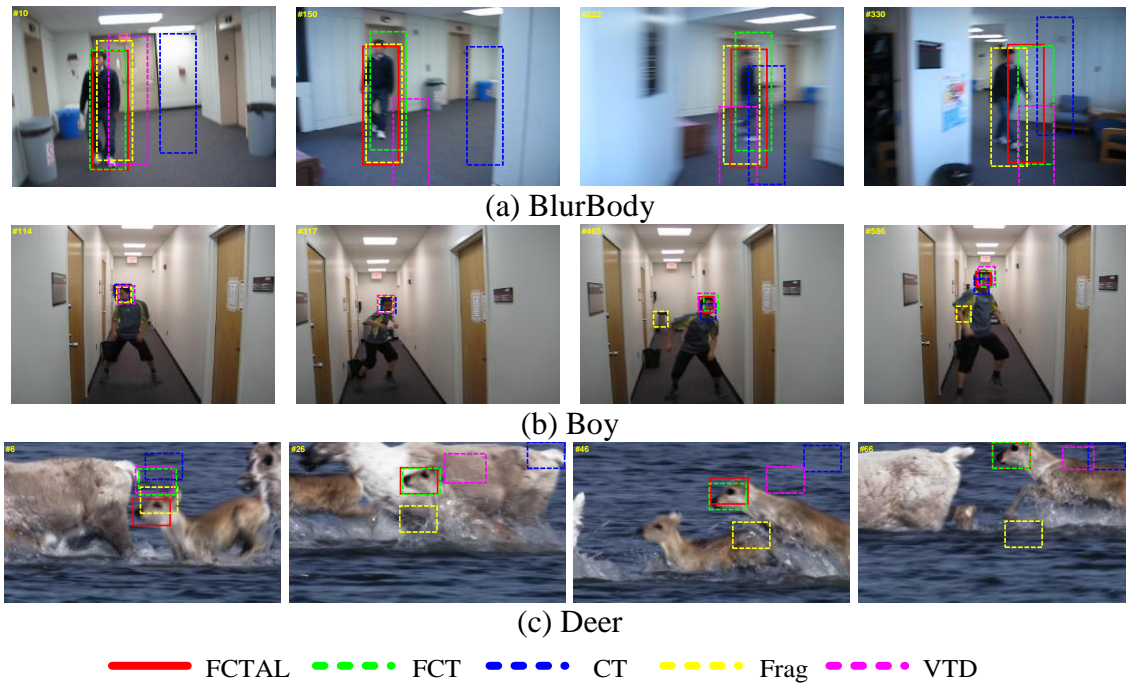 #10 #150 #222 #330
(a) BlurBody
#114 #317 #465 #586
(b) Boy
#6 #26 #46 #66
(c) Deer
FCTAL FCT CT Frag VTD